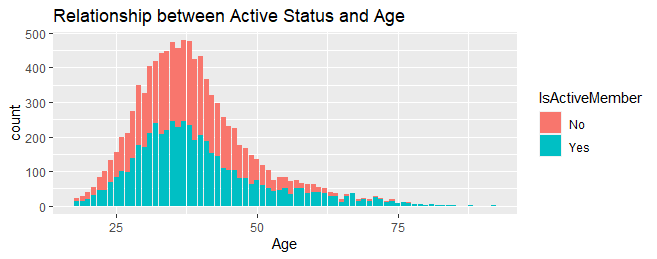 Relationship between Active Status and Age
500
400
300
200
100
0
count
25
50
75
Age
IsActiveMember
No
Yes